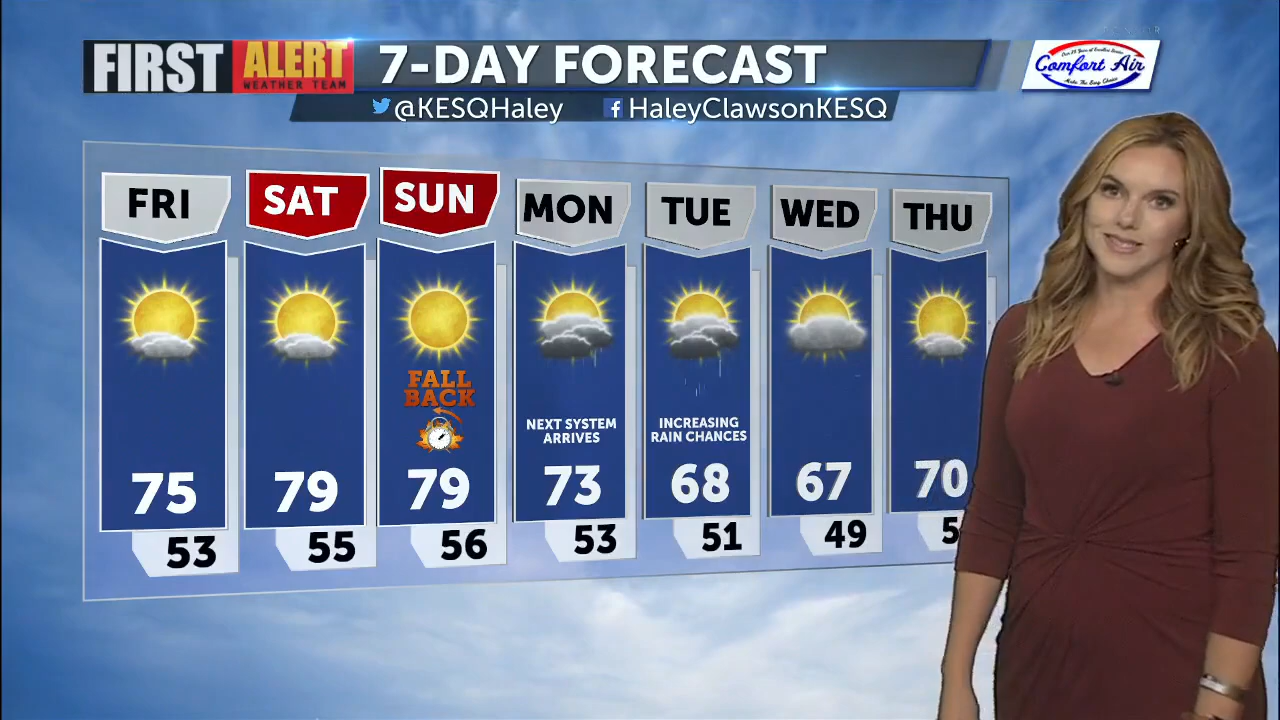 FIRST ALERT
WEATHER TEAM
7-DAY FORECAST
@KESQHaley HaleyClawsonKESQ
Comfort Air
FRI SAT SUN MON TUE WED THU
FALL
BACK
NEXT SYSTEM
ARRIVES
INCREASING
RAIN CHANCES
75 79 79 73 68 67 70
53 55 56 53 51 49 5